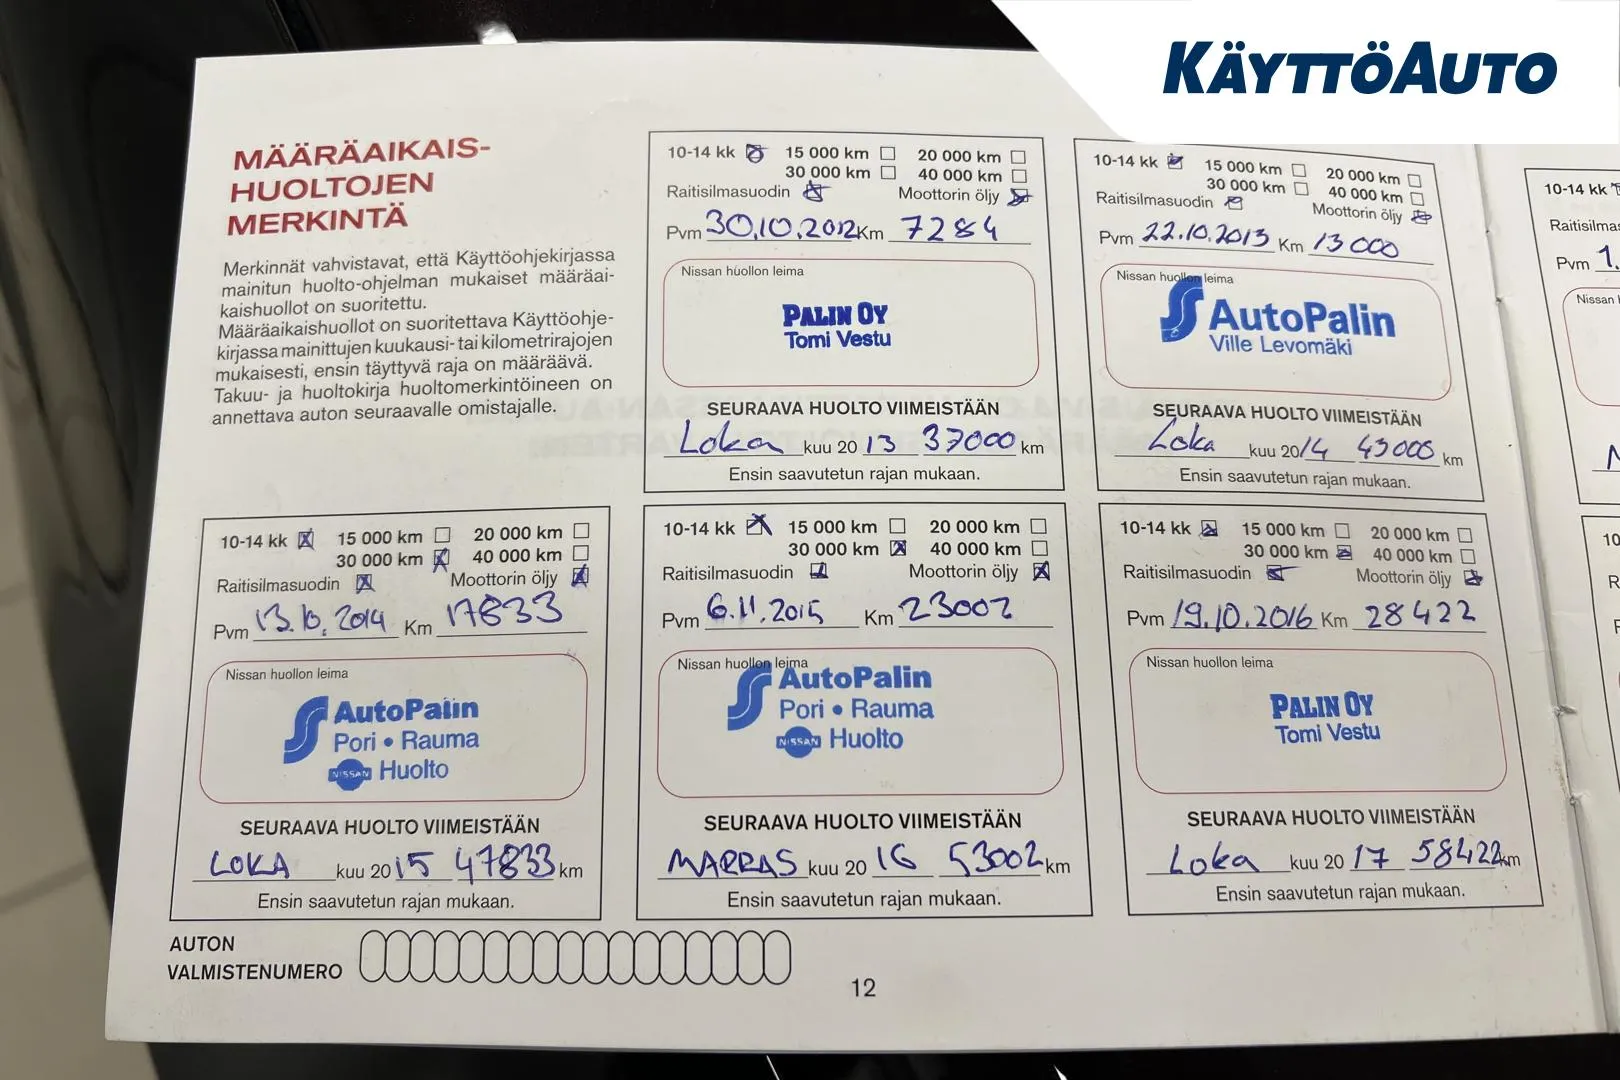 KÄYTTÖAUTO
MÄÄRÄAIKAIS-
HUOLTOJEN
MERKINTÄ
Merkinnät vahvistavat, että Käyttöohjekirjassa
mainitun huolto-ohjelman mukaiset määräai-
kaishuollot on suoritettu.
Määräaikaishuollot on suoritettava Käyttöohje-
kirjassa mainittujen kuukausi- tai kilometrirajojen
mukaisesti, ensin täyttyvä raja on määräävä.
Takuu- ja huoltokirja huoltomerkintöineen on
annettava auton seuraavalle omistajalle.
10-14 kk 15 000 km 20 000 km
30 000 km 40 000 km
Raitisilmasuodin Moottorin öljy
Pvm 30.10.2012 Km 7284
Nissan huollon leima
PALIN OY
Tomi Vestu
SEURAAVA HUOLTO VIIMEISTÄÄN
Loka kuu 20 13 37000 km
Ensin saavutetun rajan mukaan.
10-14 kk 15 000 km 20 000 km
30 000 km 40 000 km
Raitisilmasuodin Moottorin öljy
Pvm 22.10.2013 Km 13000
Nissan huollon leima
AutoPalin
Ville Levomäki
SEURAAVA HUOLTO VIIMEISTÄÄN
Loka kuu 20 14 43000 km
Ensin saavutetun rajan mukaan.
10-14 kk
Raitisilmas
Pvm 1.
Nissan
10-14 kk 15 000 km 20 000 km
30 000 km 40 000 km
Raitisilmasuodin Moottorin öljy
Pvm 13.10.2014 Km 17833
Nissan huollon leima
AutoPalin
Pori • Rauma
NISSAN Huolto
SEURAAVA HUOLTO VIIMEISTÄÄN
LOKA kuu 20 15 47833 km
Ensin saavutetun rajan mukaan.
10-14 kk 15 000 km 20 000 km
30 000 km 40 000 km
Raitisilmasuodin Moottorin öljy
Pvm 6.11.2015 Km 23002
Nissan huollon leima
AutoPalin
Pori • Rauma
NISSAN Huolto
SEURAAVA HUOLTO VIIMEISTÄÄN
MARRAS kuu 20 16 53002 km
Ensin saavutetun rajan mukaan.
10-14 kk 15 000 km 20 000 km
30 000 km 40 000 km
Raitisilmasuodin Moottorin öljy
Pvm 19.10.2016 Km 28422
Nissan huollon leima
PALIN OY
Tomi Vestu
SEURAAVA HUOLTO VIIMEISTÄÄN
Loka kuu 20 17 58422 km
Ensin saavutetun rajan mukaan.
10
AUTON
VALMISTENUMERO
12